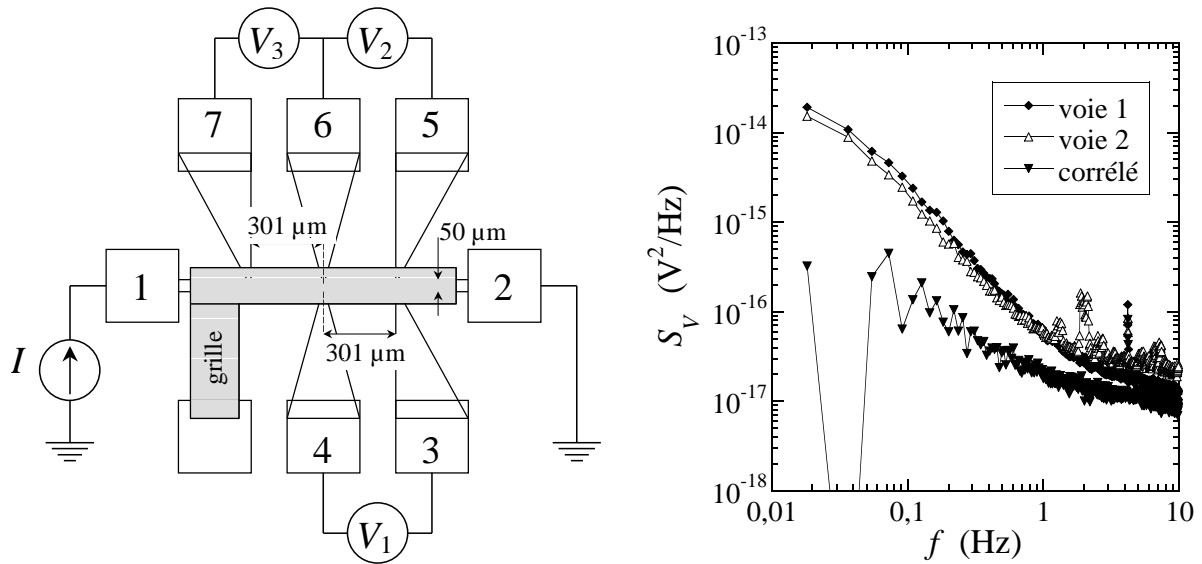 V3 V2
7 6 5
301 µm
50 µm
1 2
301 µm
I
grille
4 3
V1
10-13
10-14
10-15
10-16
10-17
10-18
SV (V2/Hz)
voie 1
voie 2
corrélé
0,01 0,1 1 10
f (Hz)